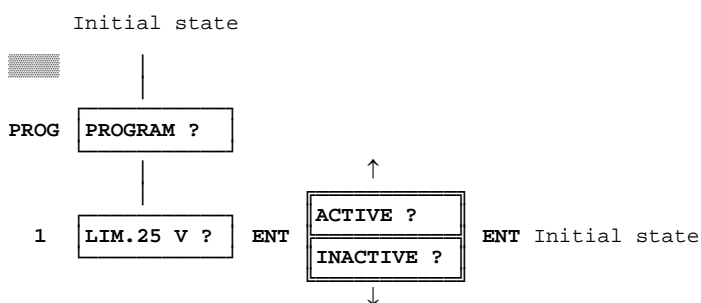 Initial state
PROG PROGRAM ?
↑
ACTIVE ?
1 LIM.25 V ? ENT ENT Initial state
INACTIVE ?
↓